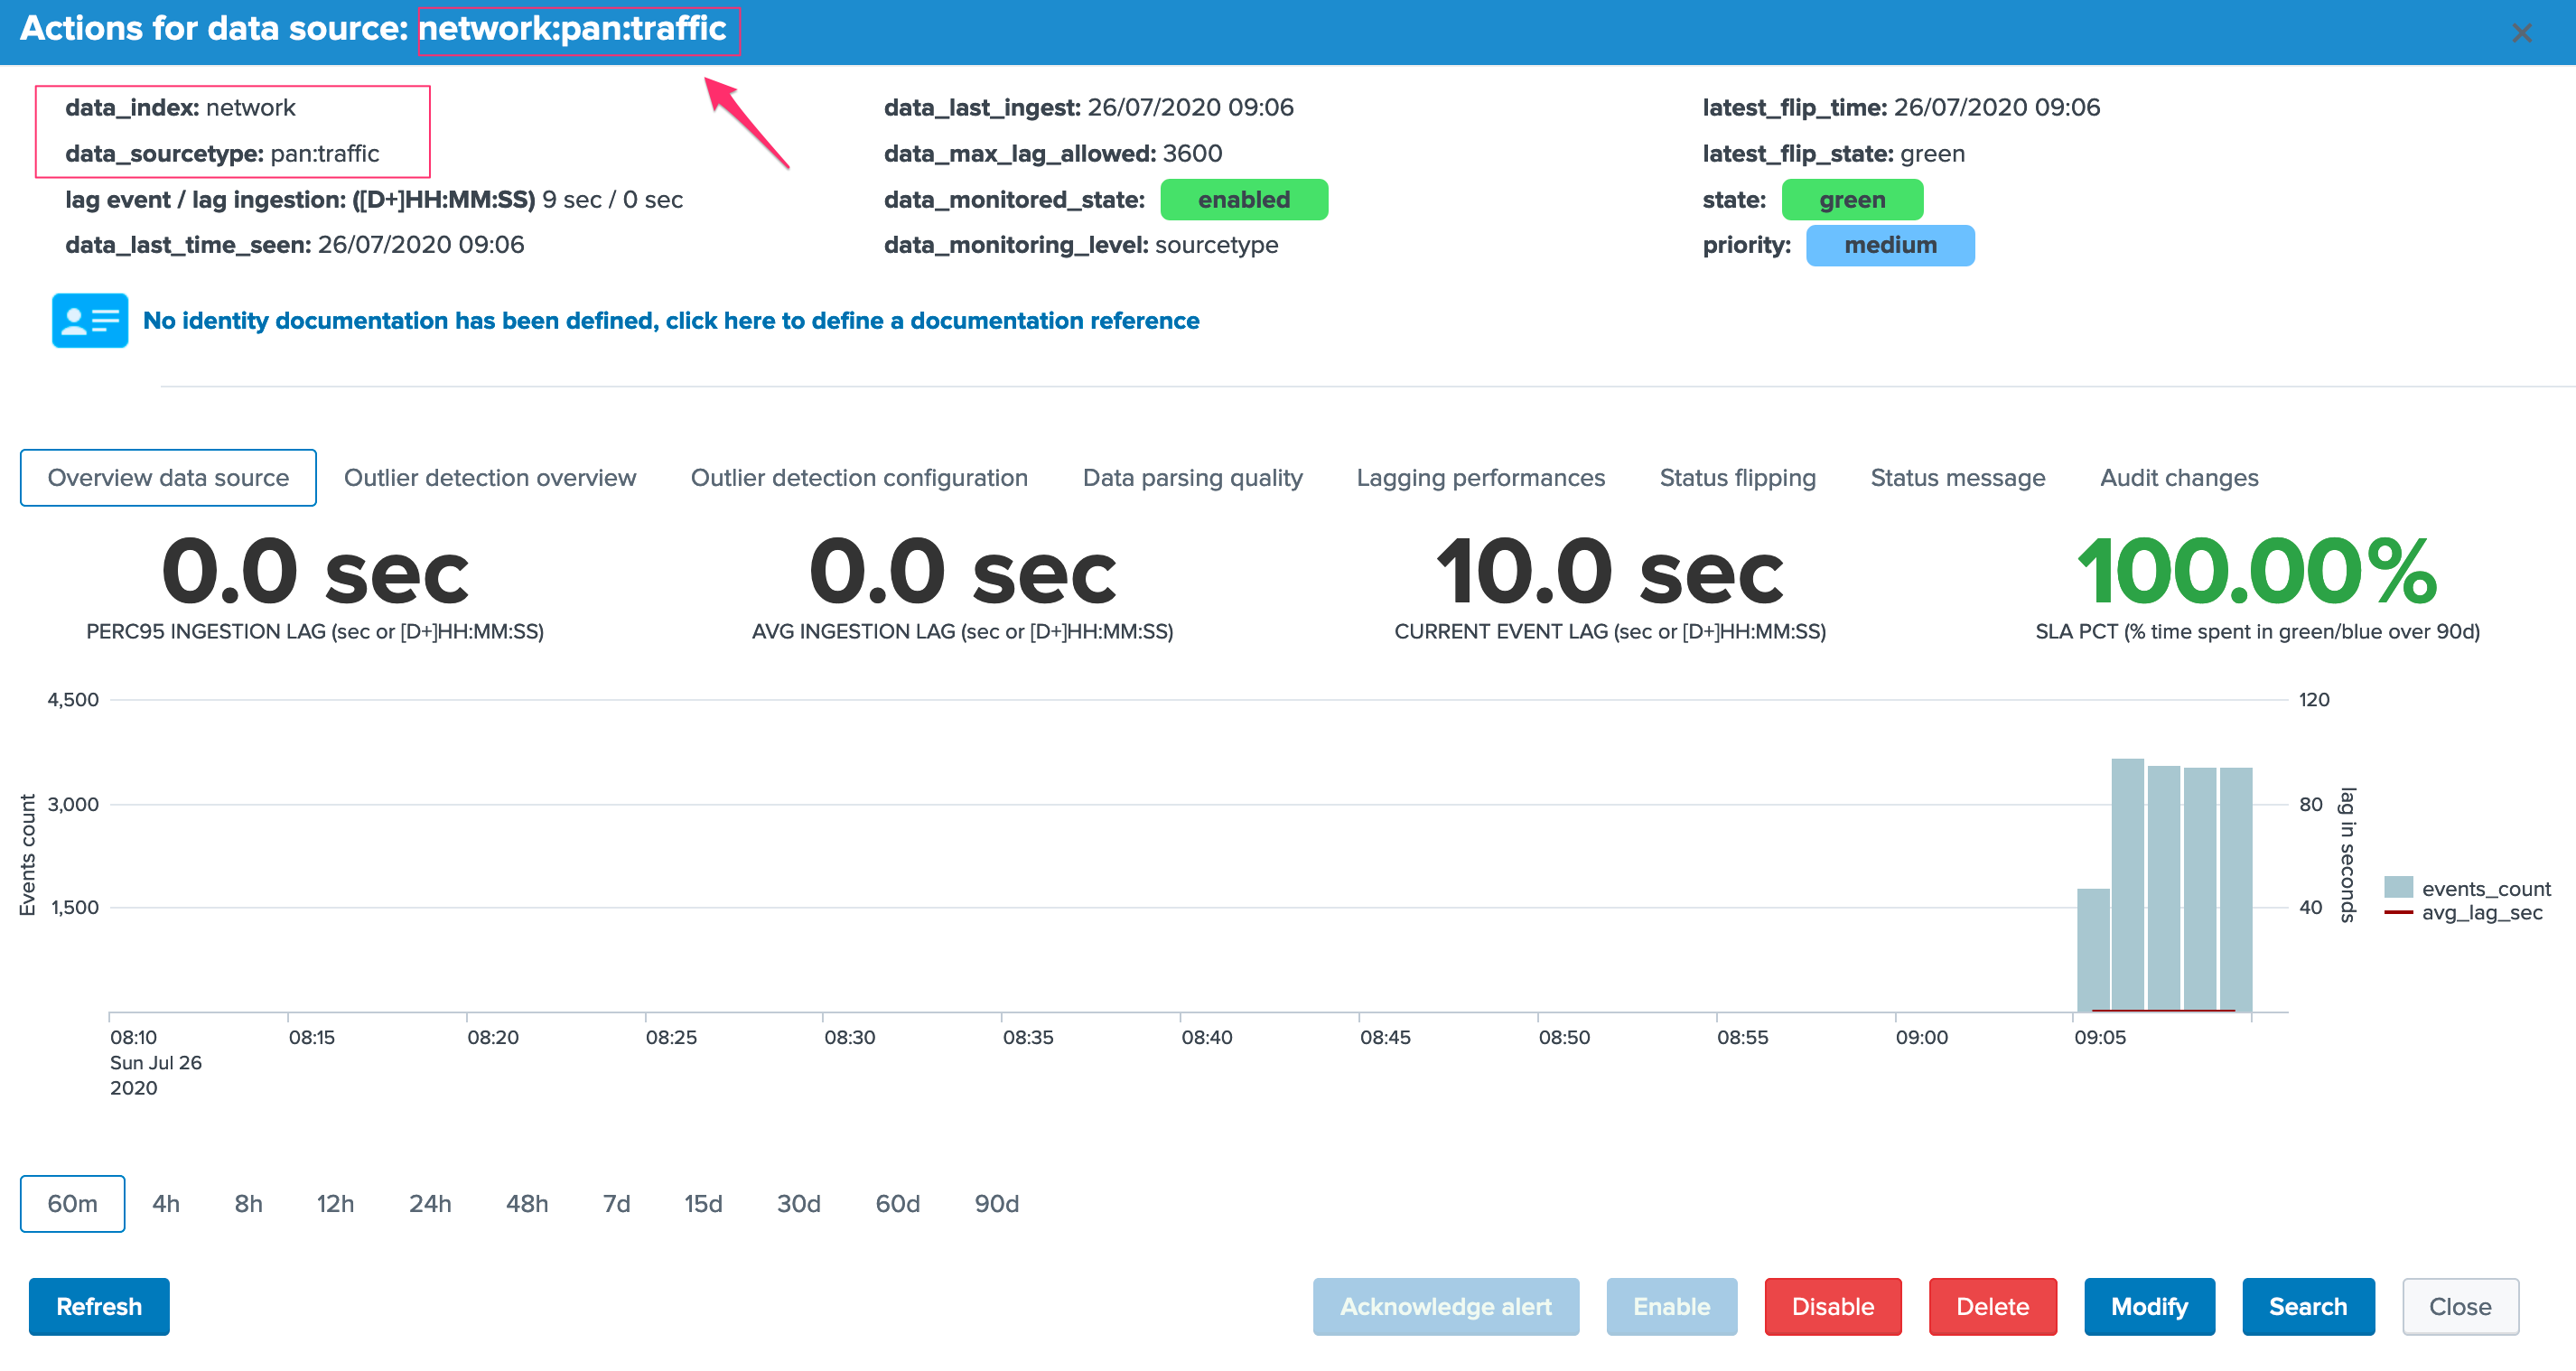 Actions for data source: network:pan:traffic
data_index: network
data_sourcetype: pan:traffic
lag event / lag ingestion: ([D+]HH:MM:SS) 9 sec / 0 sec
data_last_time_seen: 26/07/2020 09:06
data_last_ingest: 26/07/2020 09:06
data_max_lag_allowed: 3600
data_monitored_state: enabled
data_monitoring_level: sourcetype
latest_flip_time: 26/07/2020 09:06
latest_flip_state: green
state: green
priority: medium
No identity documentation has been defined, click here to define a documentation reference
Overview data source Outlier detection overview Outlier detection configuration Data parsing quality Lagging performances Status flipping Status message Audit changes
0.0 sec
PERC95 INGESTION LAG (sec or [D+]HH:MM:SS)
0.0 sec
AVG INGESTION LAG (sec or [D+]HH:MM:SS)
10.0 sec
CURRENT EVENT LAG (sec or [D+]HH:MM:SS)
100.00%
SLA PCT (% time spent in green/blue over 90d)
Events count
4,500
3,000
1,500
120
80
40
lag in seconds
events_count
avg_lag_sec
08:10 08:15 08:20 08:25 08:30 08:35 08:40 08:45 08:50 08:55 09:00 09:05
Sun Jul 26
2020
60m 4h 8h 12h 24h 48h 7d 15d 30d 60d 90d
Refresh Acknowledge alert Enable Disable Delete Modify Search Close